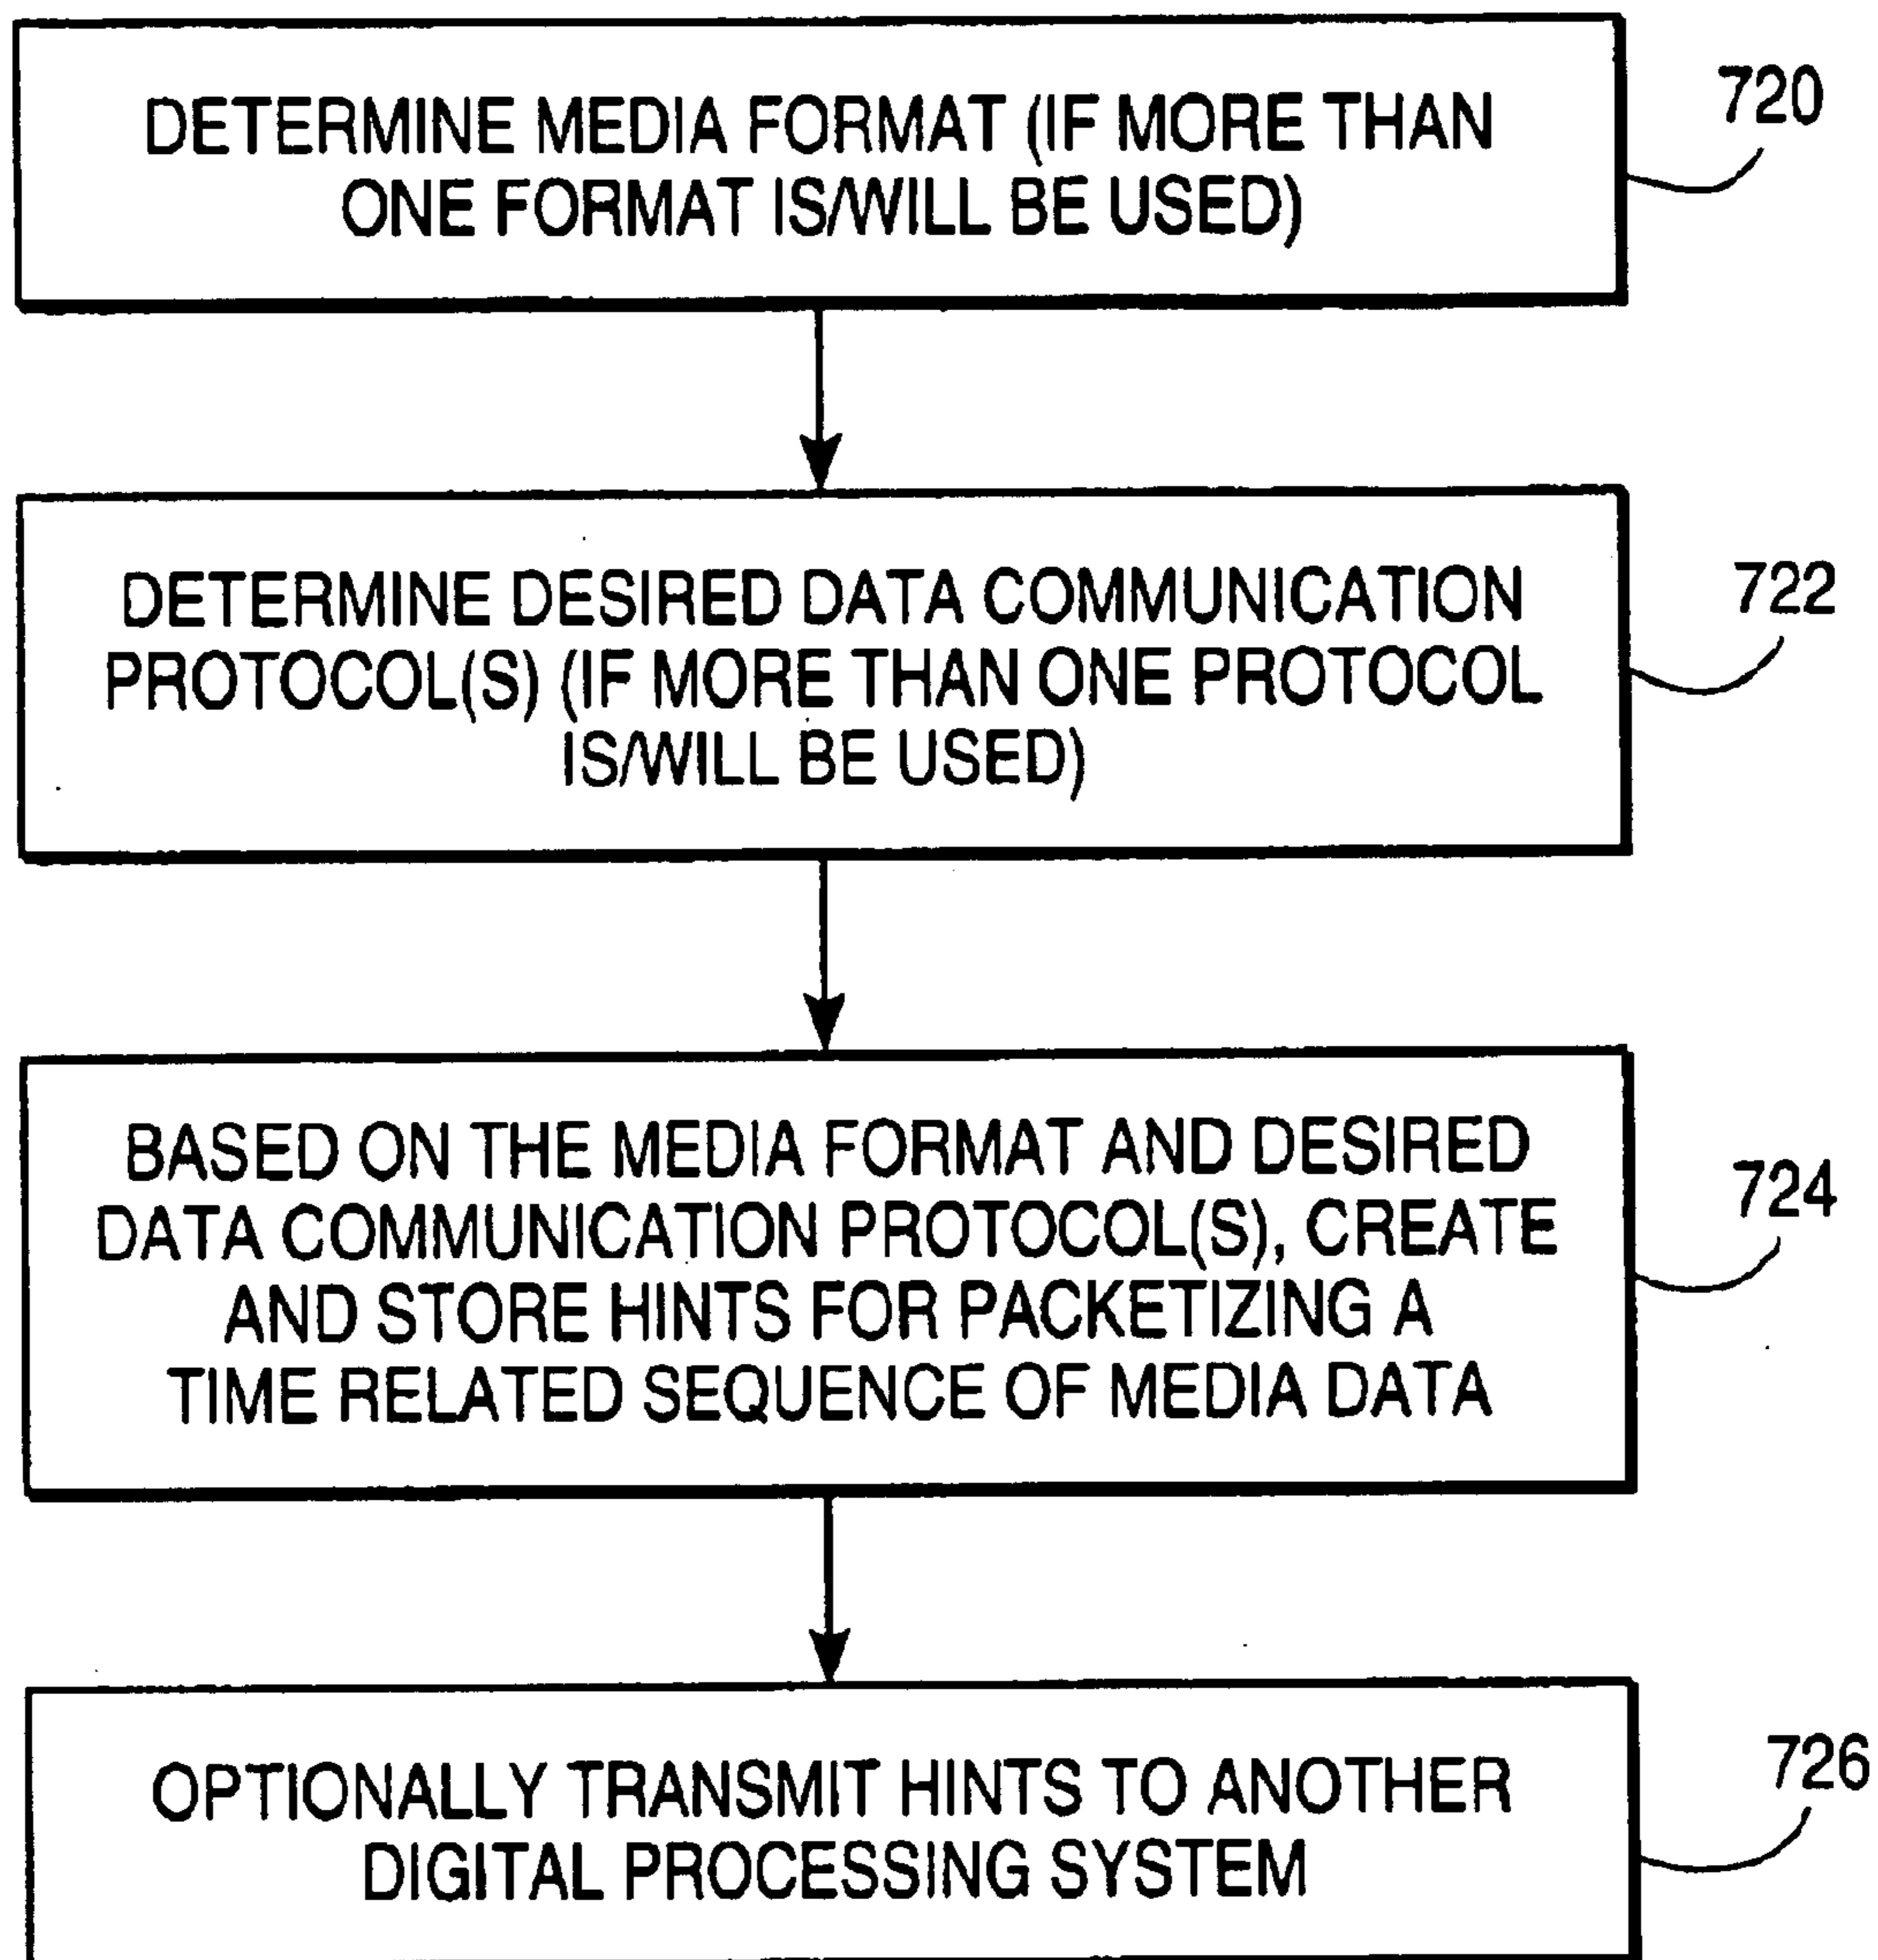 DETERMINE MEDIA FORMAT (IF MORE THAN
ONE FORMAT IS/WILL BE USED)
720
DETERMINE DESIRED DATA COMMUNICATION
PROTOCOL(S) (IF MORE THAN ONE PROTOCOL
IS/WILL BE USED)
722
BASED ON THE MEDIA FORMAT AND DESIRED
DATA COMMUNICATION PROTOCOL(S), CREATE
AND STORE HINTS FOR PACKETIZING A
TIME RELATED SEQUENCE OF MEDIA DATA
724
OPTIONALLY TRANSMIT HINTS TO ANOTHER
DIGITAL PROCESSING SYSTEM
726